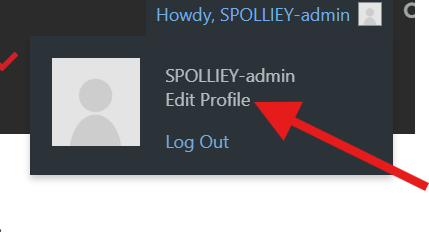 Howdy, SPOLLIEY-admin
SPOLLIEY-admin
Edit Profile
Log Out